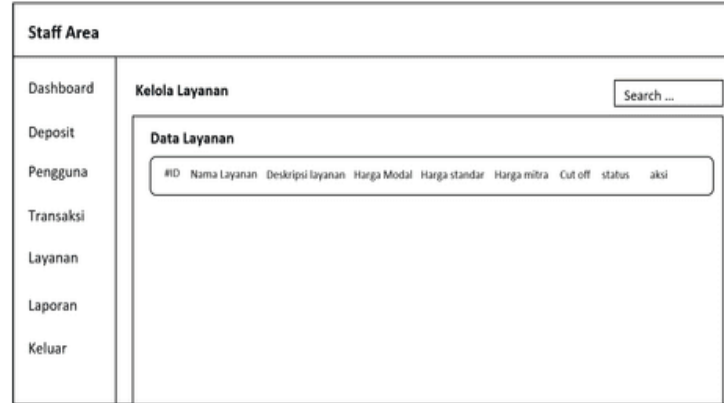 Staff Area
Dashboard
Deposit
Pengguna
Transaksi
Layanan
Laporan
Keluar
Kelola Layanan
Search ...
Data Layanan
#ID Nama Layanan Deskripsi layanan Harga Modal Harga standar Harga mitra Cut off status aksi